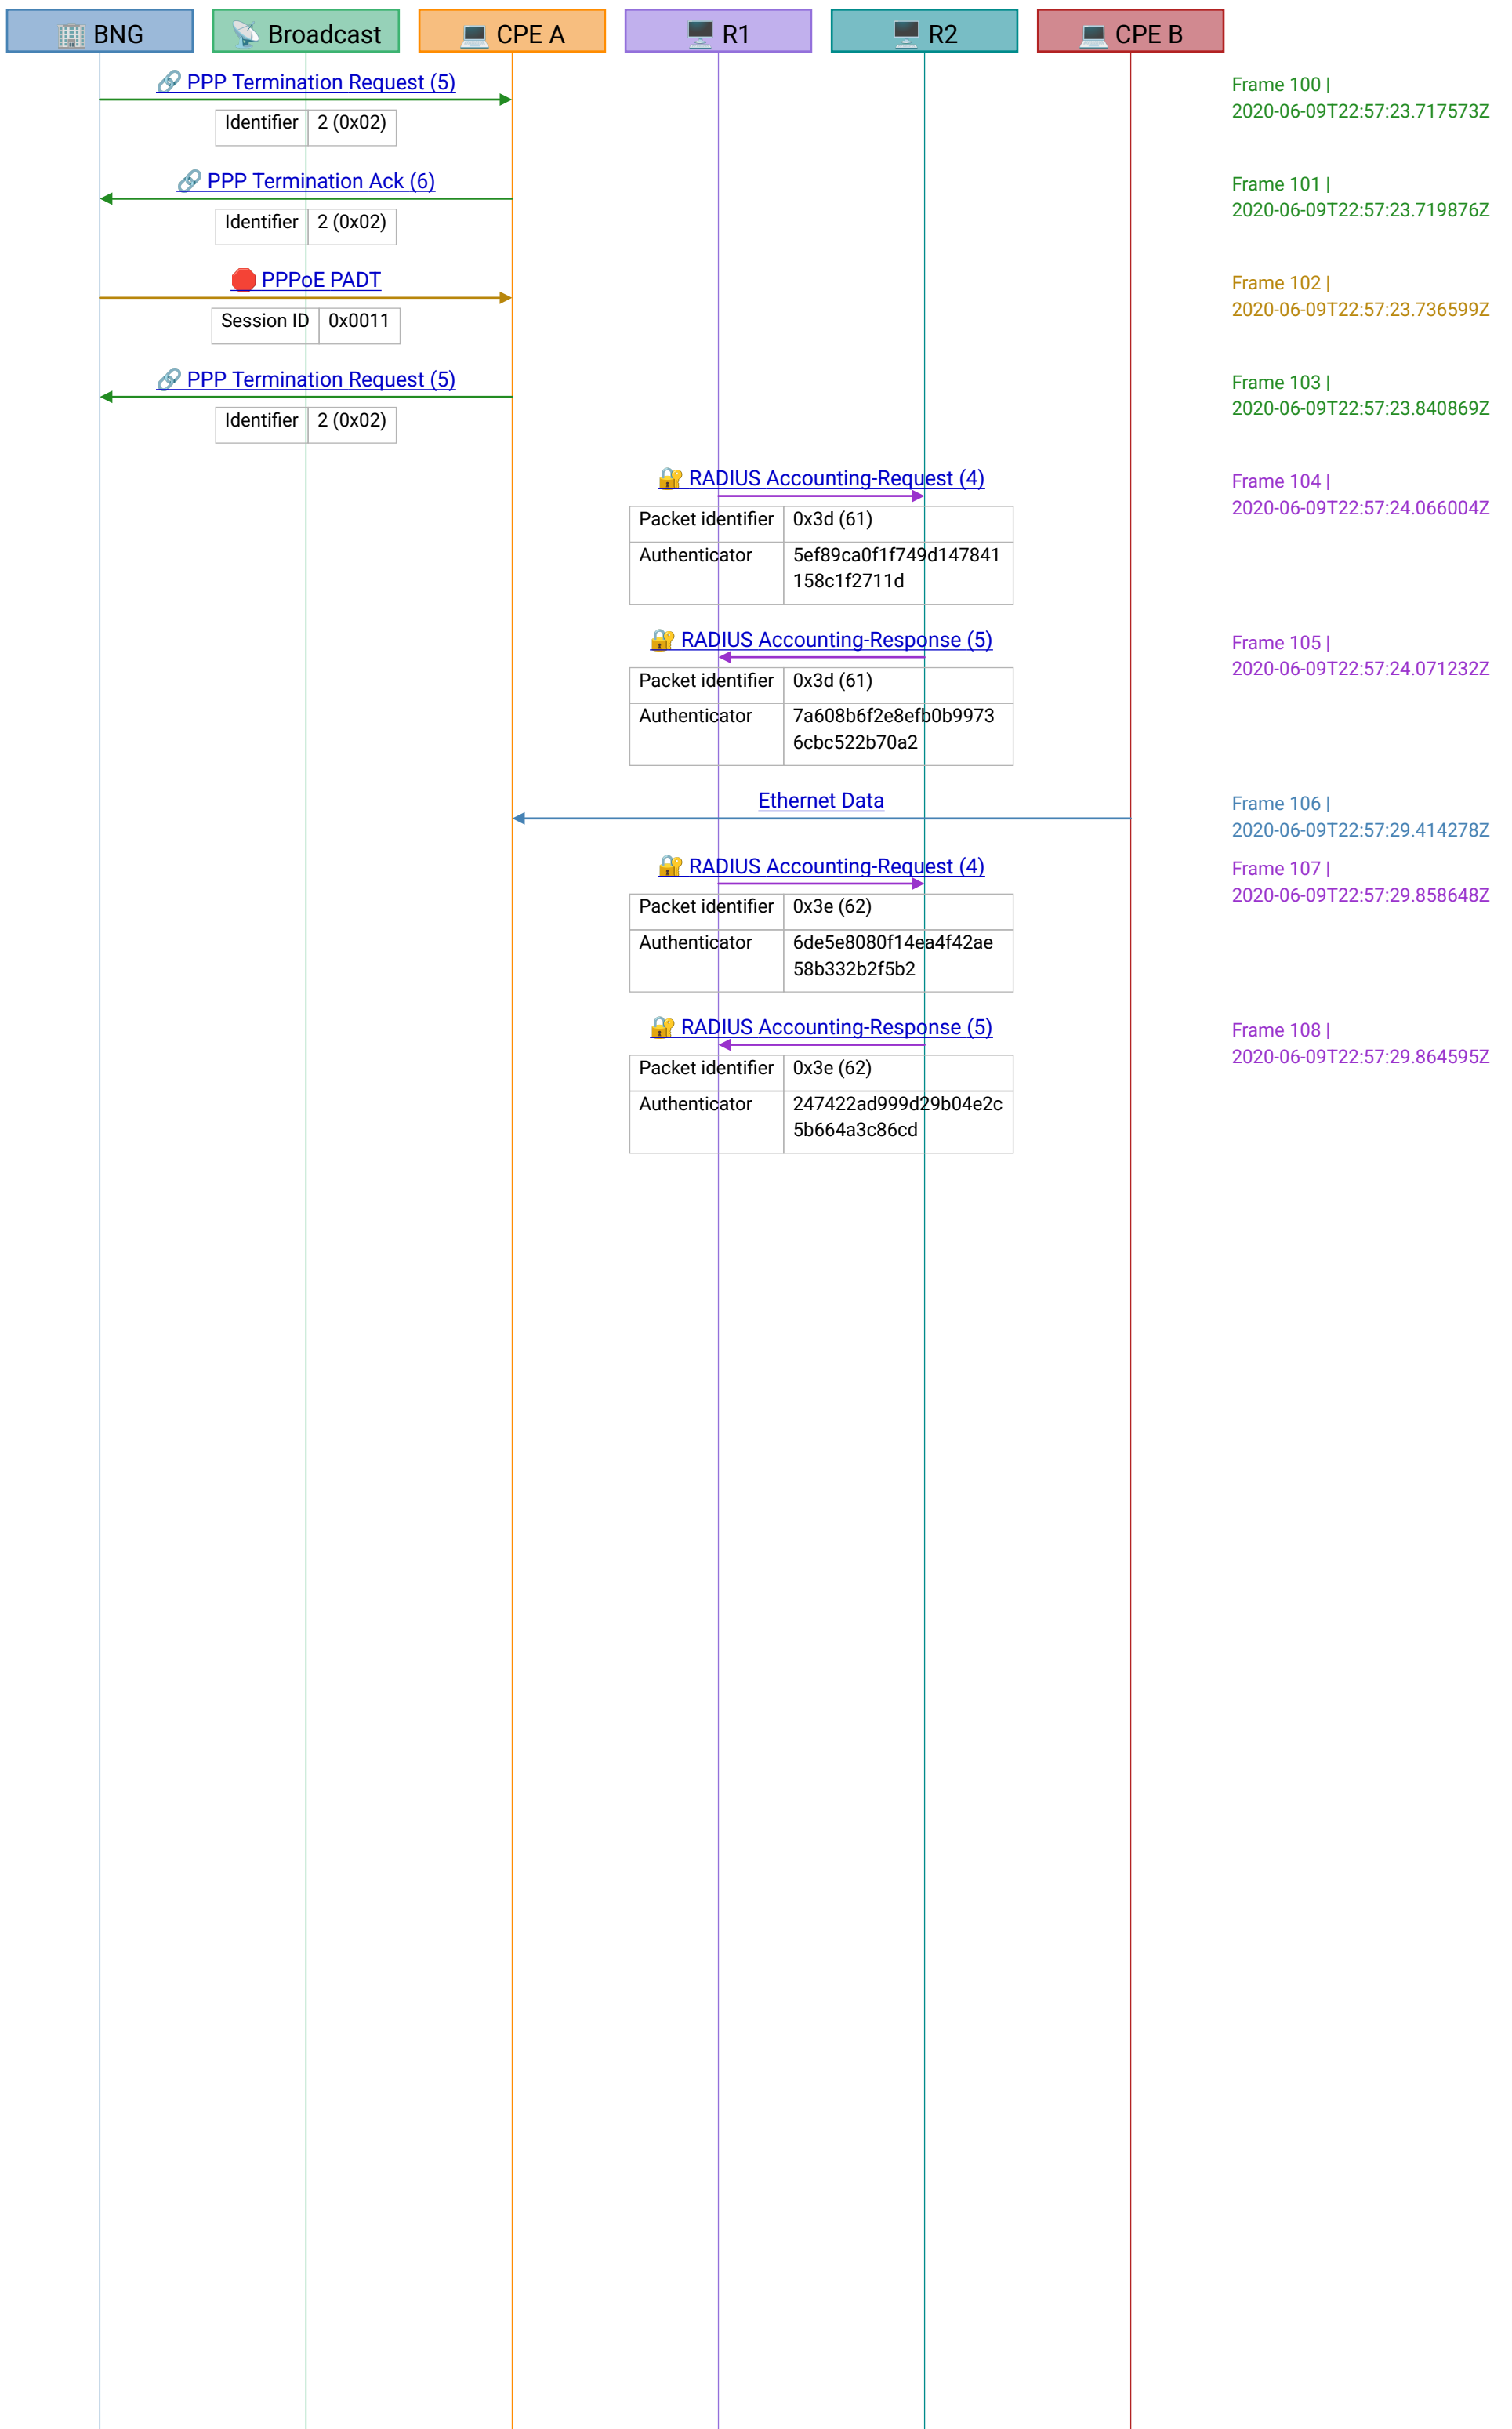 BNG
Broadcast
CPE A
R1
R2
CPE B
PPP Termination Request (5)
Frame 100 |
2020-06-09T22:57:23.717573Z
Identifier 2 (0x02)
PPP Termination Ack (6)
Frame 101 |
2020-06-09T22:57:23.719876Z
Identifier 2 (0x02)
PPPoE PADT
Frame 102 |
2020-06-09T22:57:23.736599Z
Session ID 0x0011
PPP Termination Request (5)
Frame 103 |
2020-06-09T22:57:23.840869Z
Identifier 2 (0x02)
RADIUS Accounting-Request (4)
Frame 104 |
2020-06-09T22:57:24.066004Z
Packet identifier 0x3d (61)
Authenticator 5ef89ca0f1f749d147841
158c1f2711d
RADIUS Accounting-Response (5)
Frame 105 |
2020-06-09T22:57:24.071232Z
Packet identifier 0x3d (61)
Authenticator 7a608b6f2e8efb0b9973
6cbc522b70a2
Ethernet Data
Frame 106 |
2020-06-09T22:57:29.414278Z
RADIUS Accounting-Request (4)
Frame 107 |
2020-06-09T22:57:29.858648Z
Packet identifier 0x3e (62)
Authenticator 6de5e8080f14ea4f42ae
58b332b2f5b2
RADIUS Accounting-Response (5)
Frame 108 |
2020-06-09T22:57:29.864595Z
Packet identifier 0x3e (62)
Authenticator 247422ad999d29b04e2c
5b664a3c86cd